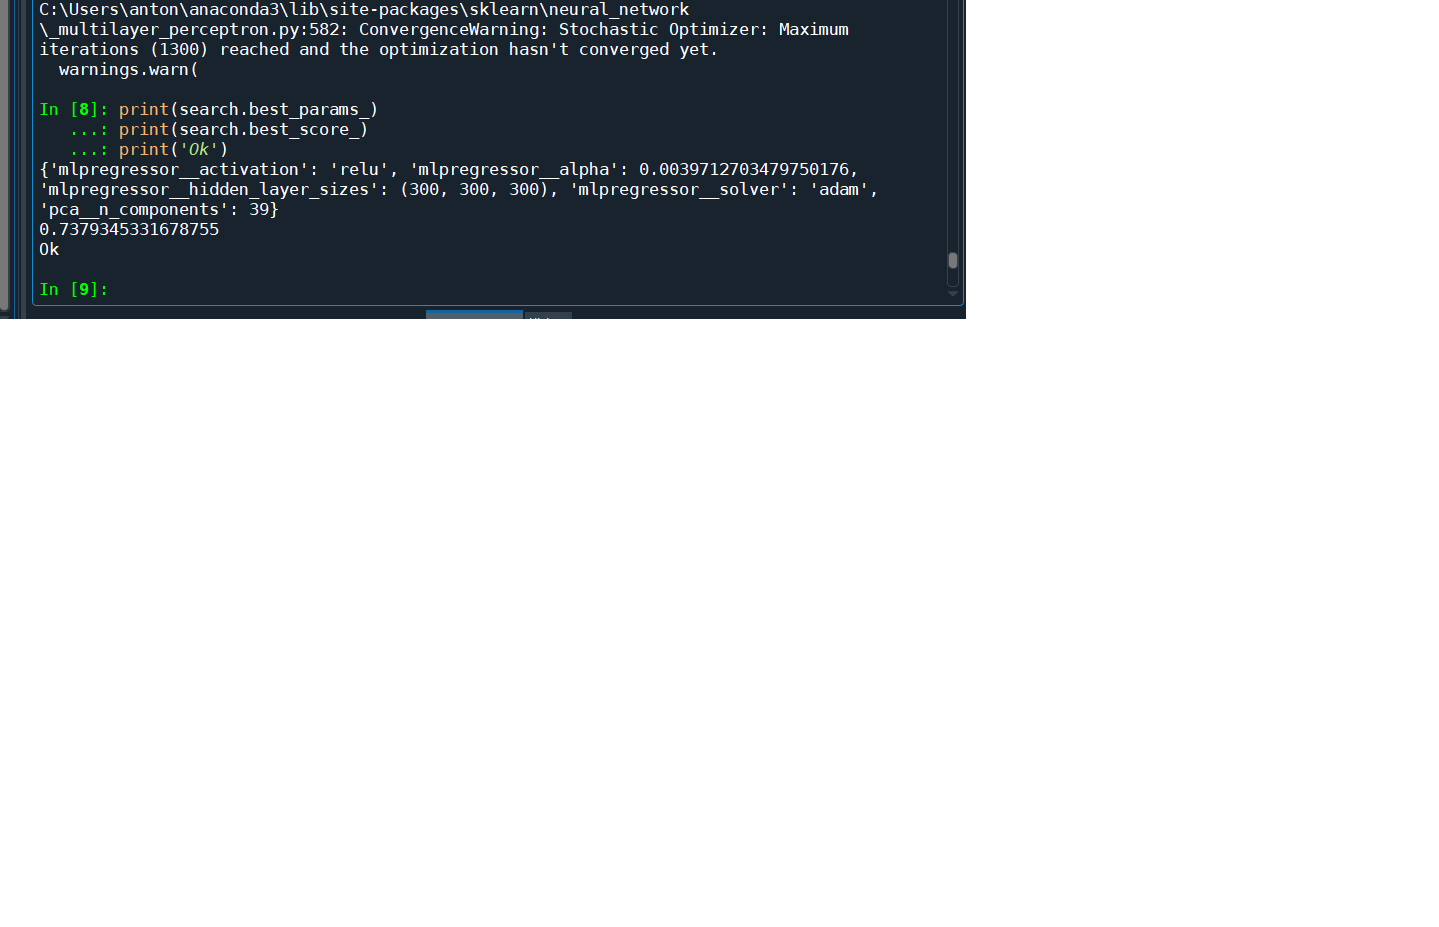 C:\Users\anton\anaconda3\lib\site-packages\sklearn\neural_network
\_multilayer_perceptron.py:582: ConvergenceWarning: Stochastic Optimizer: Maximum
iterations (1300) reached and the optimization hasn't converged yet.
  warnings.warn(
In [8]: print(search.best_params_)
   ...: print(search.best_score_)
   ...: print('Ok')
{'mlpregressor__activation': 'relu', 'mlpregressor__alpha': 0.0039712703479750176,
'mlpregressor__hidden_layer_sizes': (300, 300, 300), 'mlpregressor__solver': 'adam',
'pca__n_components': 39}
0.7379345331678755
Ok
In [9]: